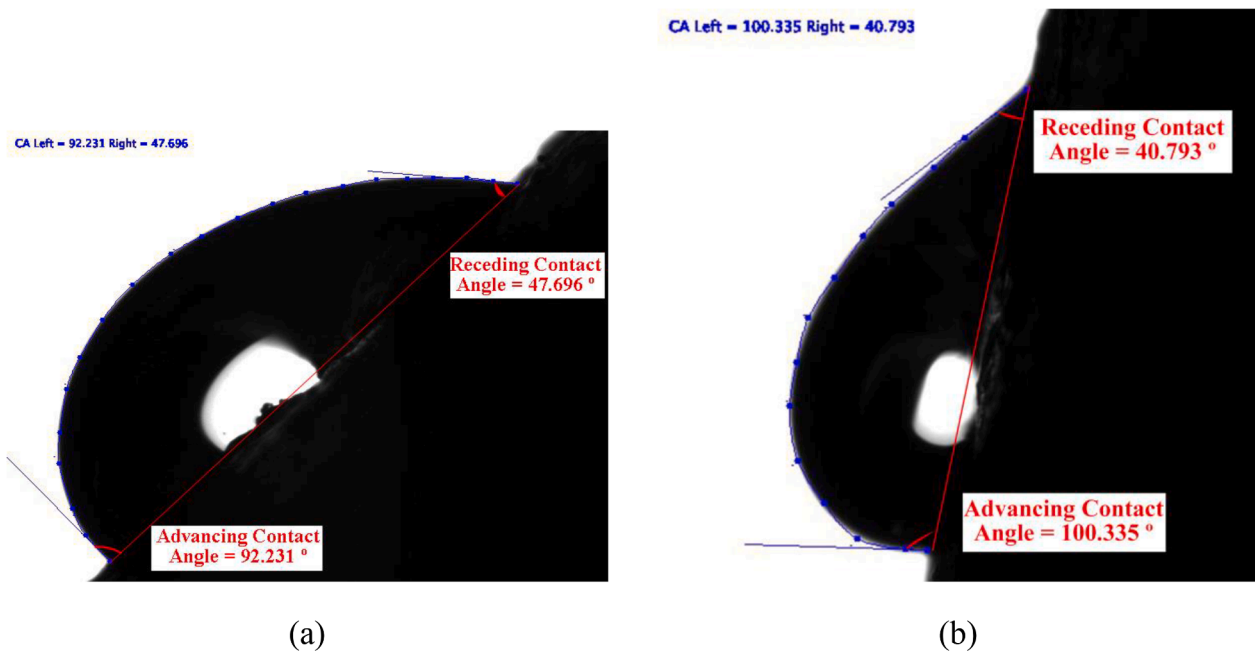 CA Left = 92.231 Right = 47.696
Receding Contact
Angle = 47.696 º
Advancing Contact
Angle = 92.231 º
(a)
CA Left = 100.335 Right = 40.793
Receding Contact
Angle = 40.793 º
Advancing Contact
Angle = 100.335 º
(b)